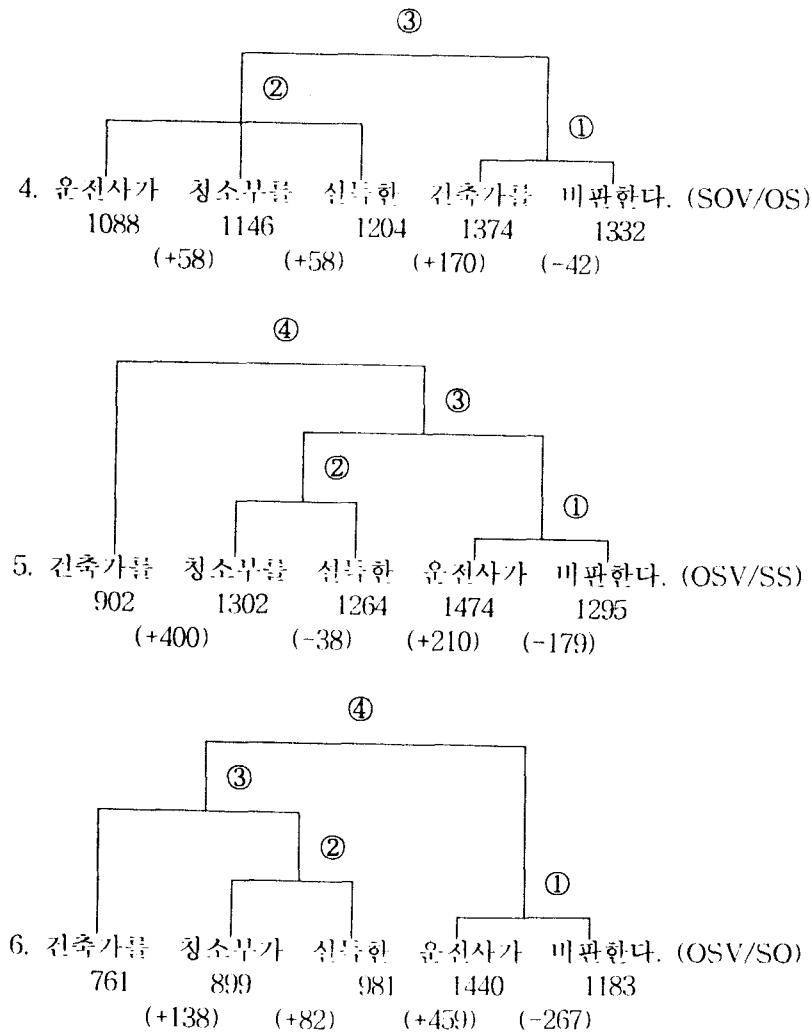 ③
②
①
4. 운전사가 청소부를 설득한 건축가를 비판한다. (SOV/OS)
1088 1146 1204 1374 1332
(+58) (+58) (+170) (-42)
④
③
②
①
5. 건축가를 청소부를 설득한 운전사가 비판한다. (OSV/SS)
902 1302 1264 1474 1295
(+400) (-38) (+210) (-179)
④
③
②
①
6. 건축가를 청소부가 설득한 운전사가 비판한다. (OSV/SO)
761 899 981 1440 1183
(+138) (+82) (+459) (-267)